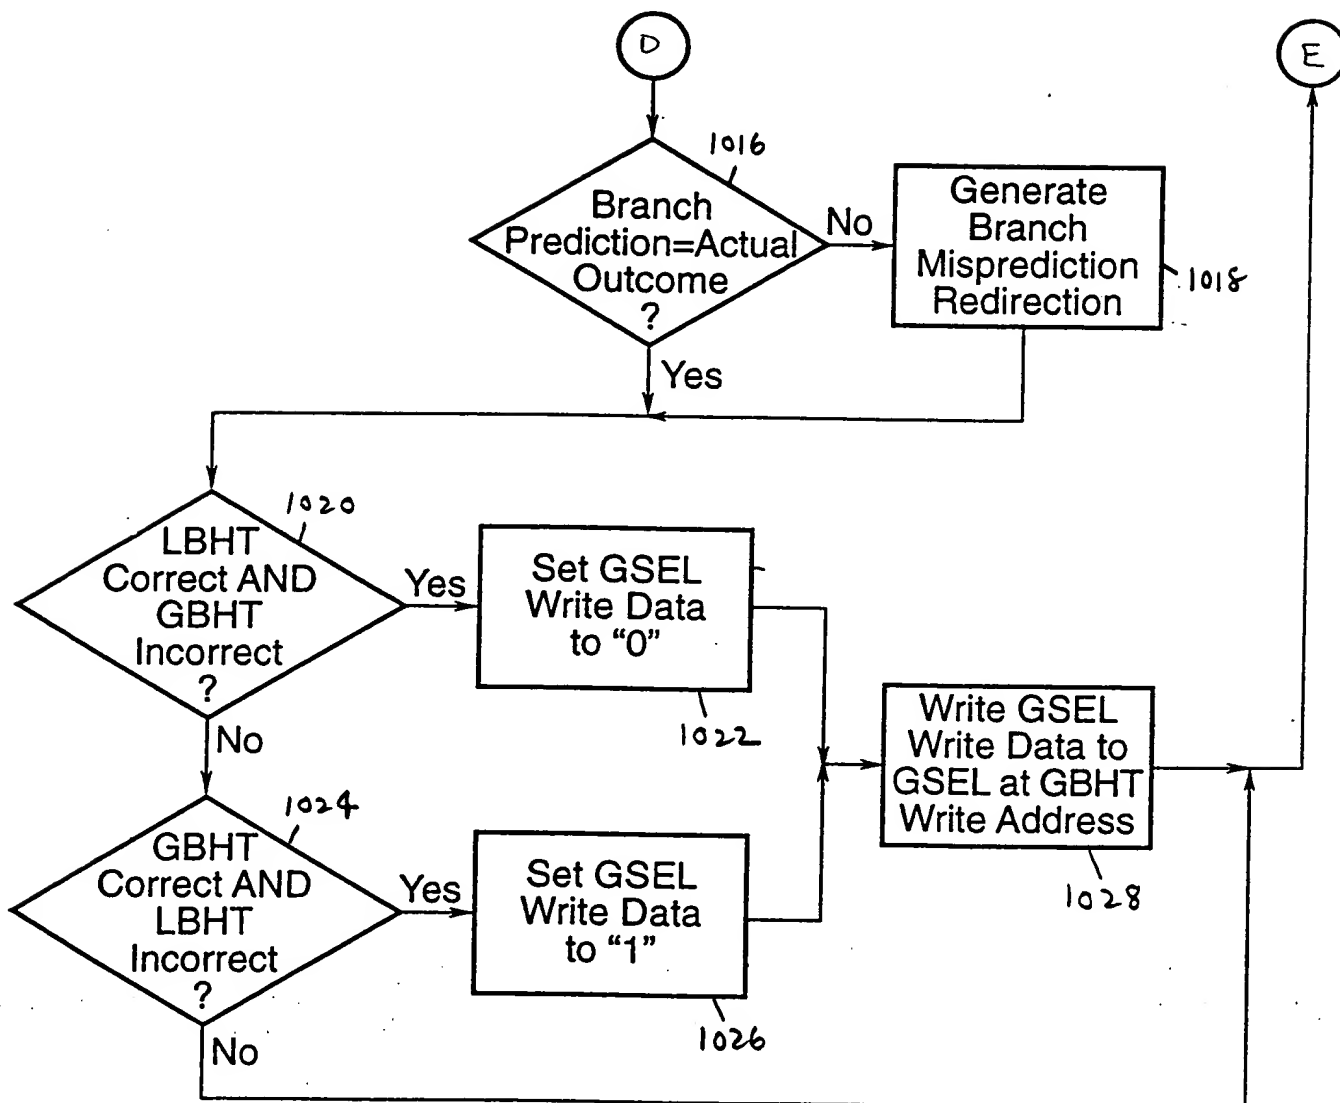 D
E
1016
Branch
Prediction=Actual
Outcome
?
No
Generate
Branch
Misprediction
Redirection
1018
Yes
1020
LBHT
Correct AND
GBHT
Incorrect
?
Yes
Set GSEL
Write Data
to “0”
1022
No
Write GSEL
Write Data to
GSEL at GBHT
Write Address
1028
1024
GBHT
Correct AND
LBHT
Incorrect
?
Yes
Set GSEL
Write Data
to “1”
1026
No